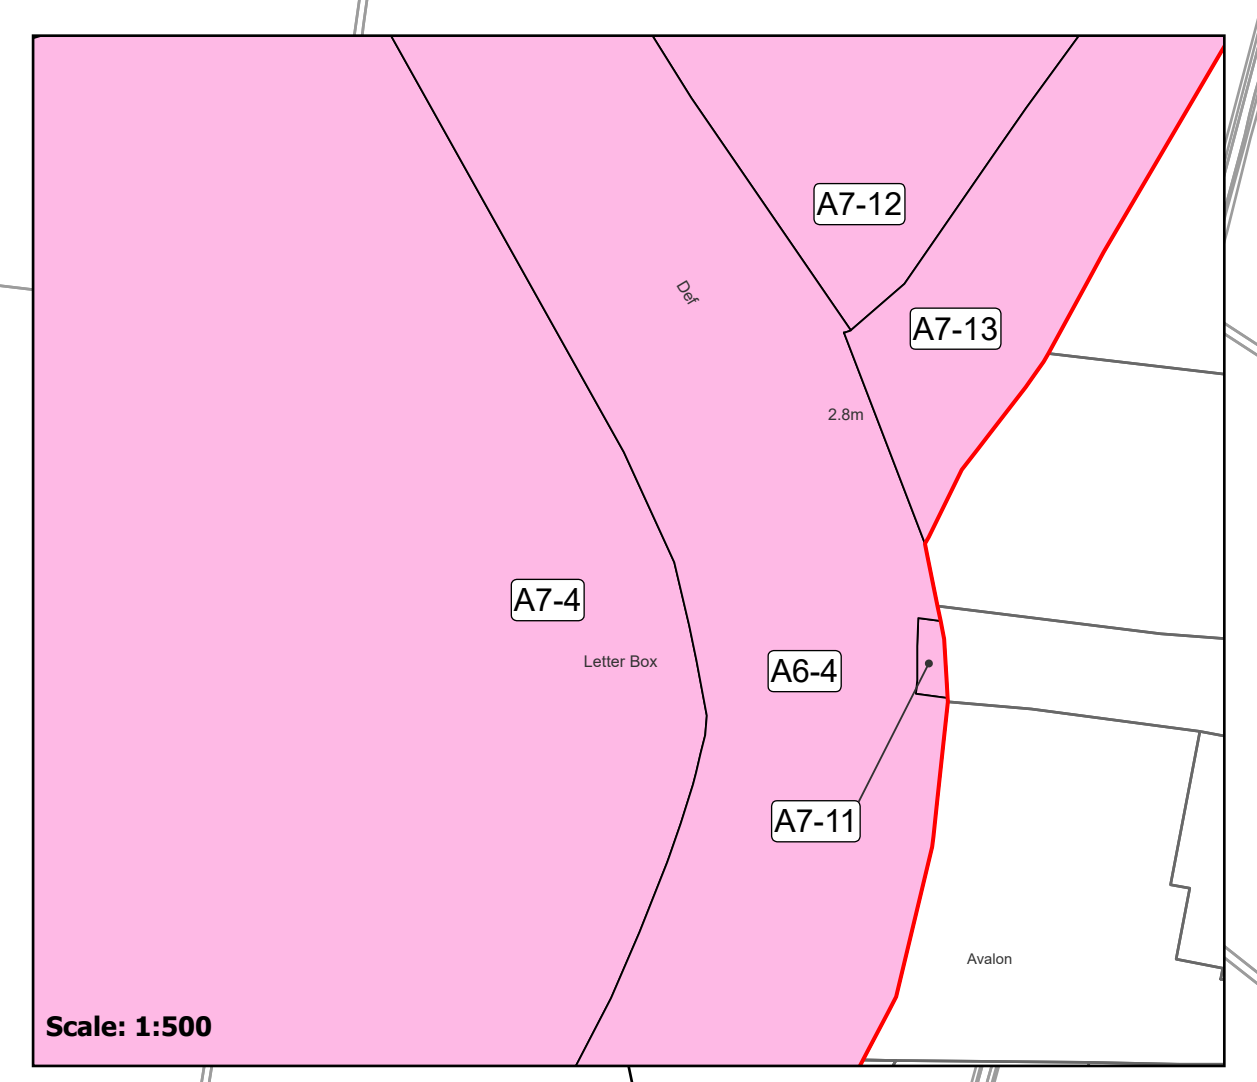 A7-12
Def
A7-13
2.8m
A7-4
Letter Box
A6-4
A7-11
Avalon
Scale: 1:500